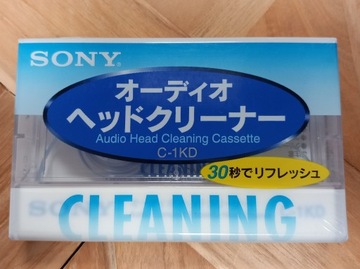 SONY
オーディオ
ヘッドクリーナー
Audio Head Cleaning Cassette
C-1KD
30秒でリフレッシュ
CLEANING